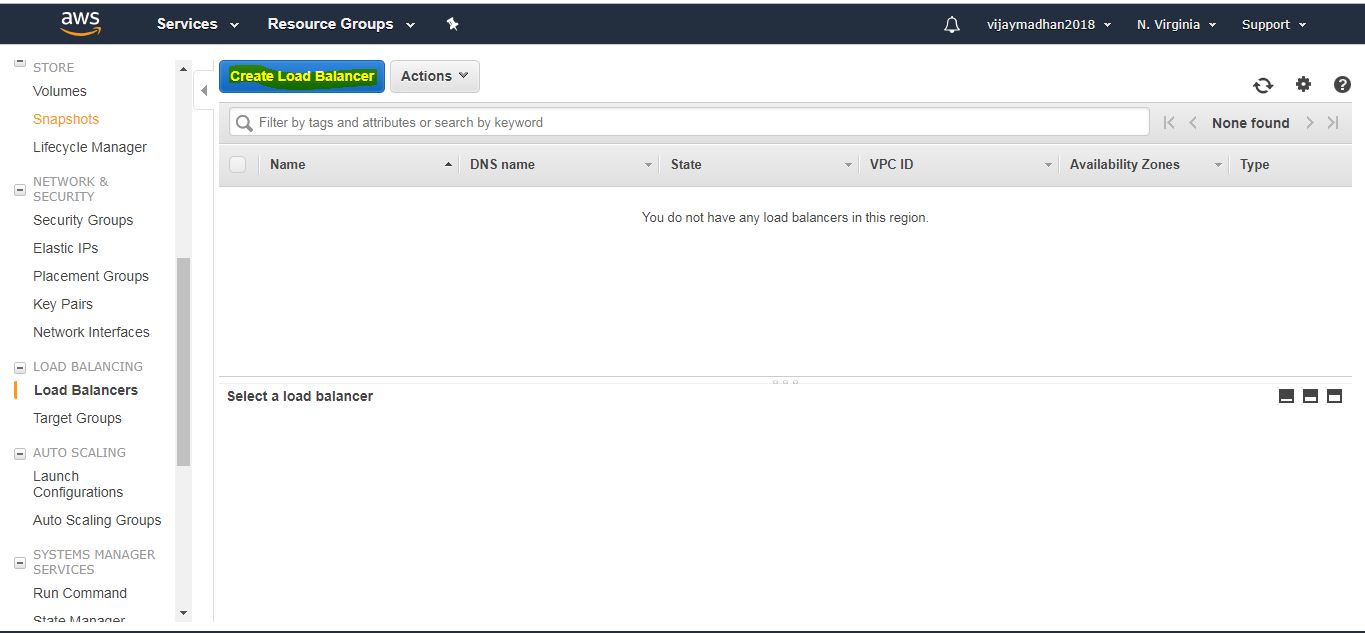 aws Services Resource Groups vijaymadhan2018 N. Virginia Support
STORE
Volumes
Snapshots
Lifecycle Manager
NETWORK &
SECURITY
Security Groups
Elastic IPs
Placement Groups
Key Pairs
Network Interfaces
LOAD BALANCING
Load Balancers
Target Groups
AUTO SCALING
Launch
Configurations
Auto Scaling Groups
SYSTEMS MANAGER
SERVICES
Run Command
State Manager
Create Load Balancer Actions
Filter by tags and attributes or search by keyword None found
Name DNS name State VPC ID Availability Zones Type
You do not have any load balancers in this region.
Select a load balancer